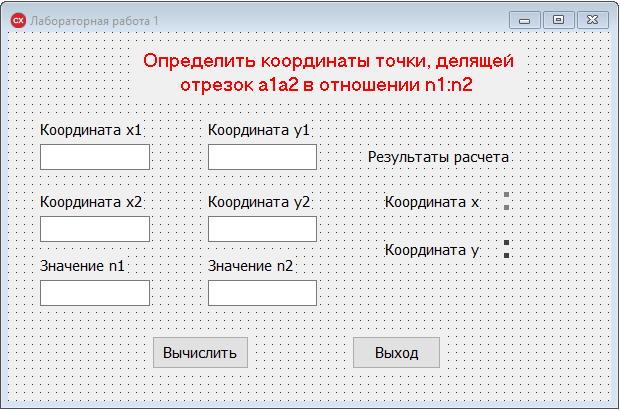 CX Лабораторная работа 1
Определить координаты точки, делящей
отрезок a1a2 в отношении n1:n2
Координата x1
Координата y1
Результаты расчета
Координата x2
Координата y2
Координата x
Координата y
Значение n1
Значение n2
Вычислить
Выход